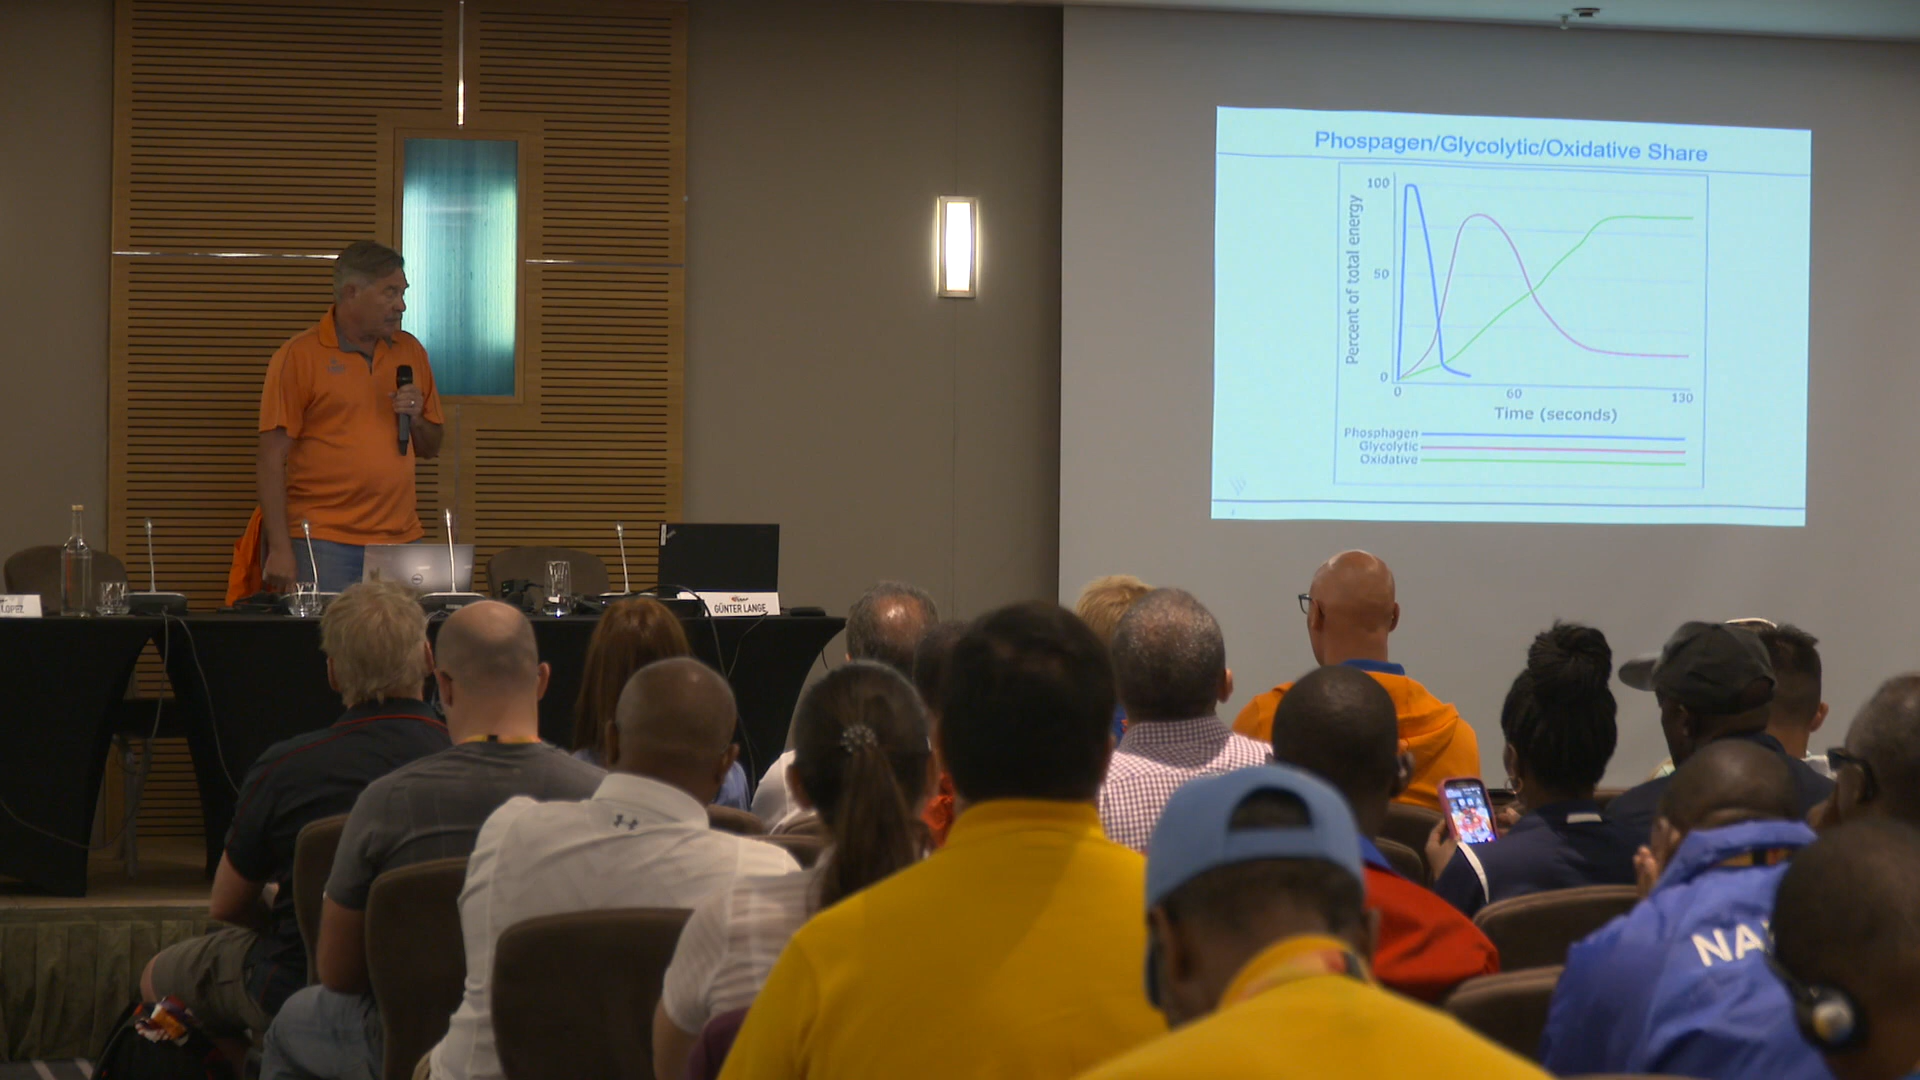 Phospagen/Glycolytic/Oxidative Share
Percent of total energy
100
50
0
0 60 130
Time (seconds)
Phosphagen
Glycolytic
Oxidative
LOPEZ
GÜNTER LANGE
DELL
NA